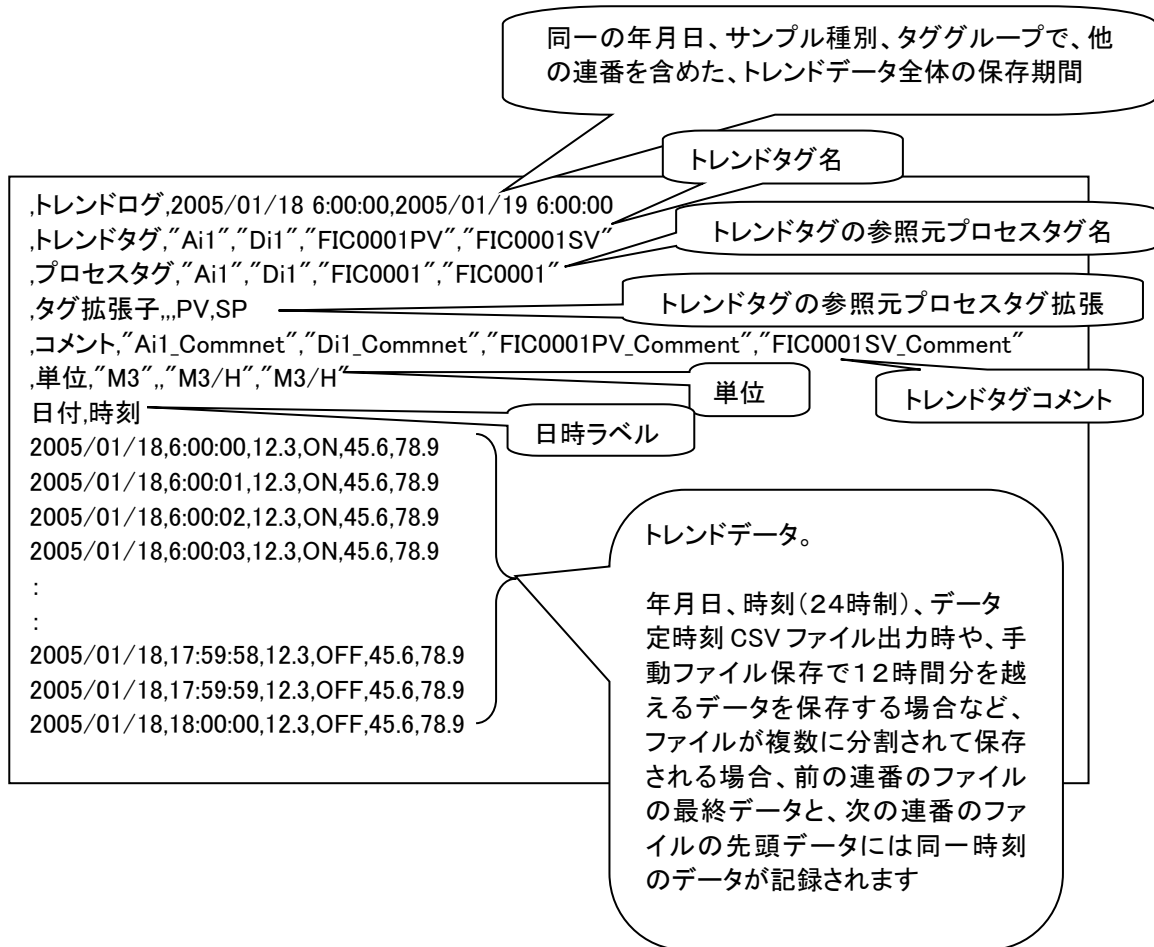 同一の年月日、サンプル種別、タググループで、他
の連番を含めた、トレンドデータ全体の保存期間
トレンドタグ名
,トレンドログ,2005/01/18 6:00:00,2005/01/19 6:00:00
,トレンドタグ,"Ai1","Di1","FIC0001PV","FIC0001SV"
トレンドタグの参照元プロセスタグ名
,プロセスタグ,"Ai1","Di1","FIC0001","FIC0001"
,タグ拡張子,,,PV,SP
トレンドタグの参照元プロセスタグ拡張
,コメント,"Ai1_Commnet","Di1_Commnet","FIC0001PV_Comment","FIC0001SV_Comment"
,単位,"M3",,"M3/H","M3/H"
単位
トレンドタグコメント
日付,時刻
日時ラベル
2005/01/18,6:00:00,12.3,ON,45.6,78.9
2005/01/18,6:00:01,12.3,ON,45.6,78.9
2005/01/18,6:00:02,12.3,ON,45.6,78.9
2005/01/18,6:00:03,12.3,ON,45.6,78.9
:
:
2005/01/18,17:59:58,12.3,OFF,45.6,78.9
2005/01/18,17:59:59,12.3,OFF,45.6,78.9
2005/01/18,18:00:00,12.3,OFF,45.6,78.9
トレンドデータ。
年月日、時刻(24時制)、データ
定時刻 CSV ファイル出力時や、手
動ファイル保存で12時間分を越
えるデータを保存する場合など、
ファイルが複数に分割されて保存
される場合、前の連番のファイル
の最終データと、次の連番のファ
イルの先頭データには同一時刻
のデータが記録されます